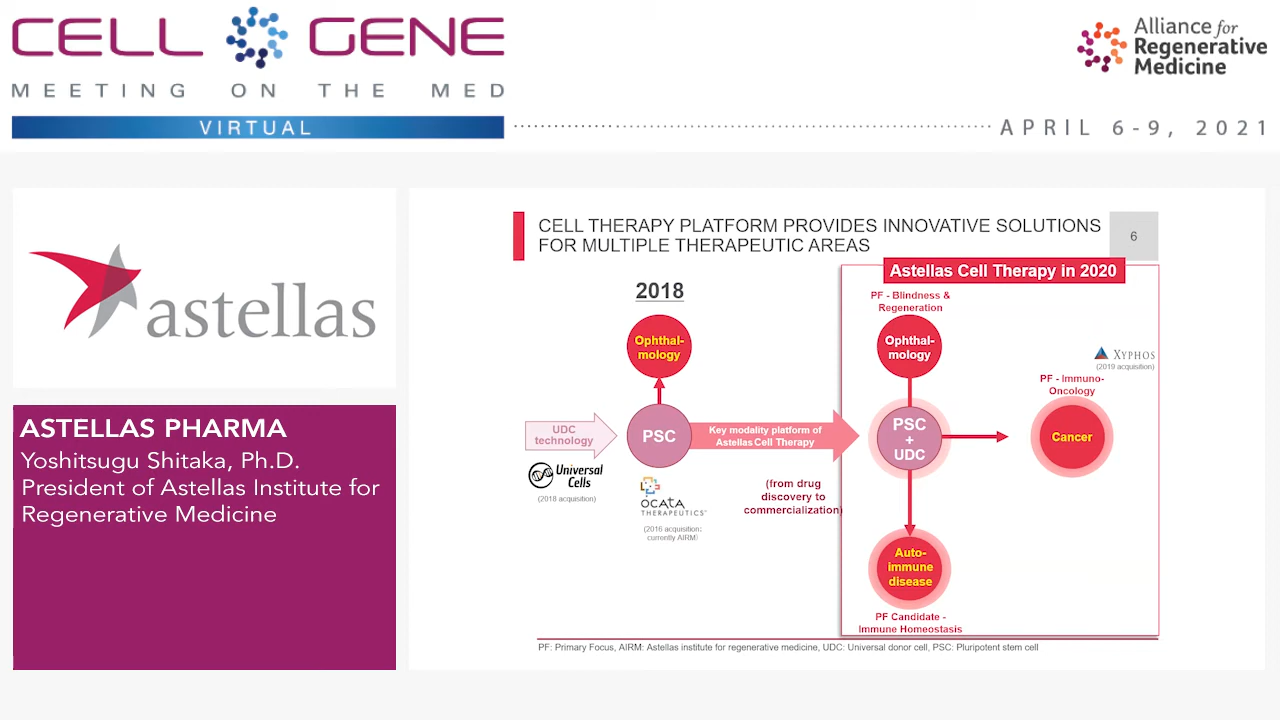 CELL GENE
MEETING ON THE MED
VIRTUAL
Alliance for
Regenerative
Medicine
APRIL 6-9, 2021
astellas
ASTELLAS PHARMA
Yoshitsugu Shitaka, Ph.D.
President of Astellas Institute for
Regenerative Medicine
CELL THERAPY PLATFORM PROVIDES INNOVATIVE SOLUTIONS
FOR MULTIPLE THERAPEUTIC AREAS
6
2018
Ophthal-
mology
UDC
technology
PSC
Key modality platform of
Astellas Cell Therapy
Universal
Cells
(2018 acquisition)
OCATA
THERAPEUTICS™
(2016 acquisition:
currently AIRM)
(from drug
discovery to
commercialization)
Astellas Cell Therapy in 2020
PF - Blindness &
Regeneration
Ophthal-
mology
PSC
+
UDC
XYPHOS
(2019 acquisition)
PF - Immuno-
Oncology
Cancer
Auto-
immune
disease
PF Candidate -
Immune Homeostasis
PF: Primary Focus, AIRM: Astellas institute for regenerative medicine, UDC: Universal donor cell, PSC: Pluripotent stem cell